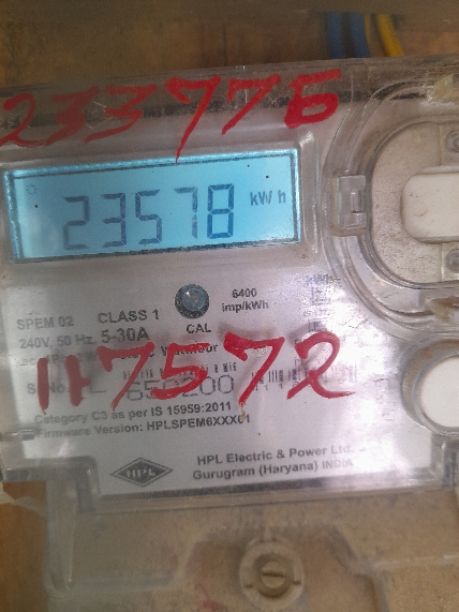 233776
23578 kWh
6400
imp/kWh
SPEM 02 CLASS 1
240V, 50 Hz. 5-30A CAL
117572
Category C3 as per IS 15959:2011
Firmware Version: HPLSPEM6XXX01
HPL
HPL Electric & Power Ltd.
Gurugram (Haryana) INDIA